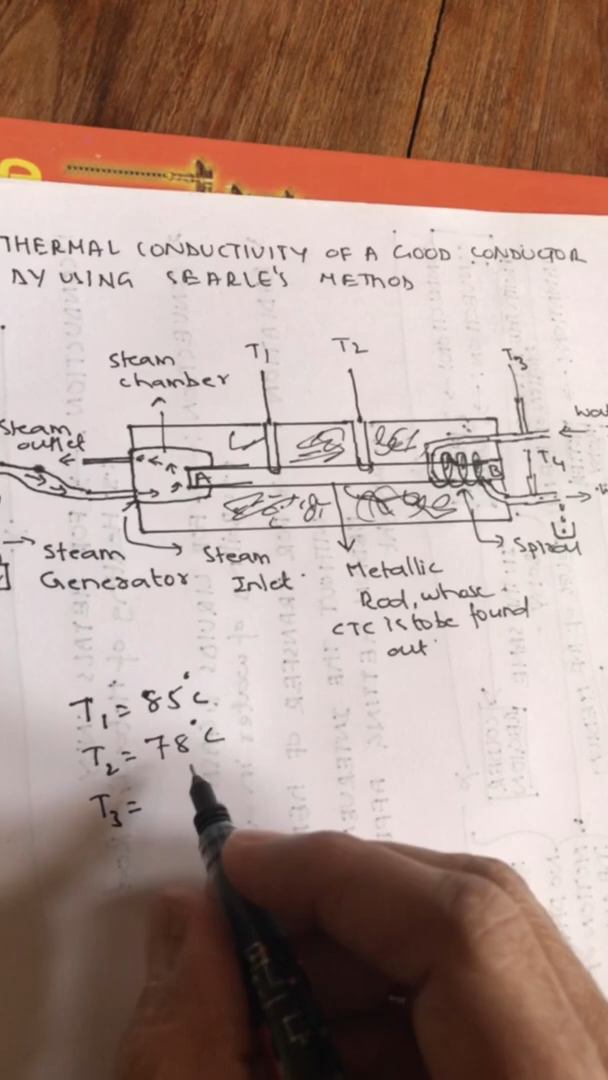 THERMAL CONDUCTIVITY OF A GOOD CONDUCTOR
BY USING SEARLE'S METHOD
Steam
chamber
T1
T2
T3
Steam
outlet
A
B
T4
Steam
Generator
Steam
Inlet
Metallic
Rod, whose
CTC is to be found
out.
Spiral
T1 = 85°C
T2 = 78°C
T3 =